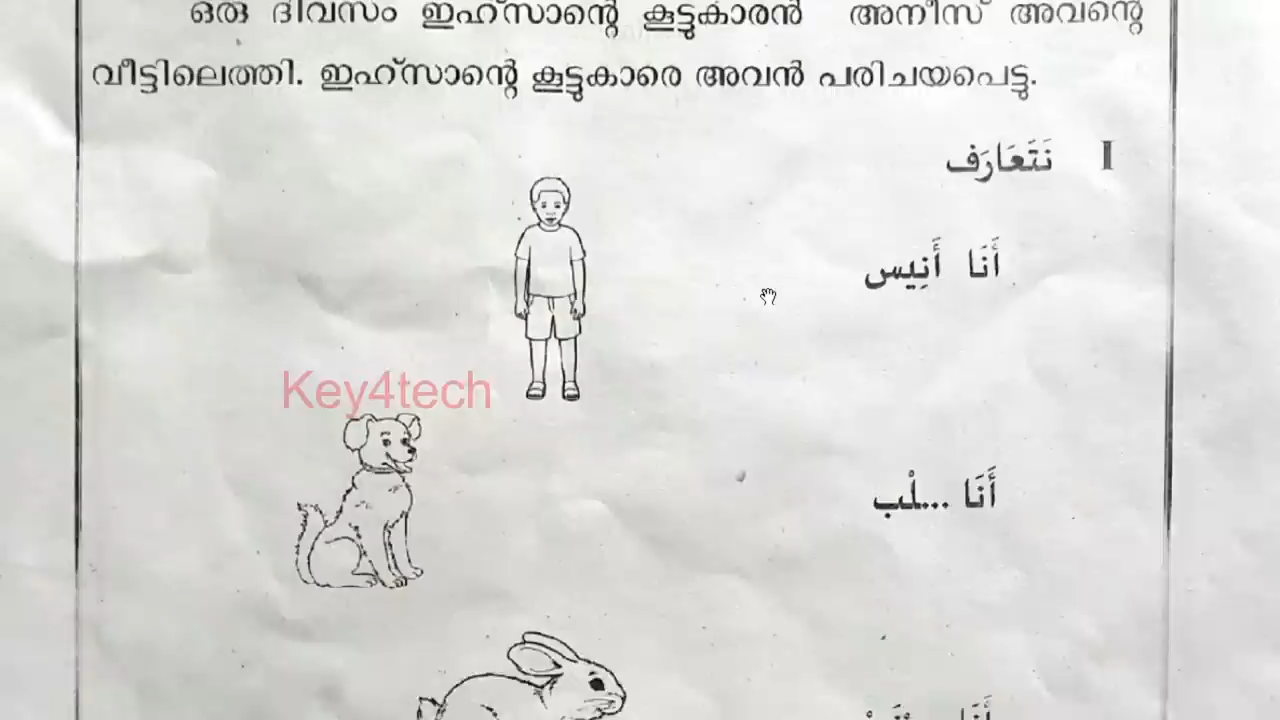 ഒരു ദിവസം ഇഹ്സാന്റെ കൂട്ടുകാരൻ അനീസ് അവന്റെ
വീട്ടിലെത്തി. ഇഹ്സാന്റെ കൂട്ടുകാരെ അവൻ പരിചയപെട്ടു.
I نَتَعَارَف
أَنَا أَنِيس
Key4tech
أَنَا ...لْب
أَنَا